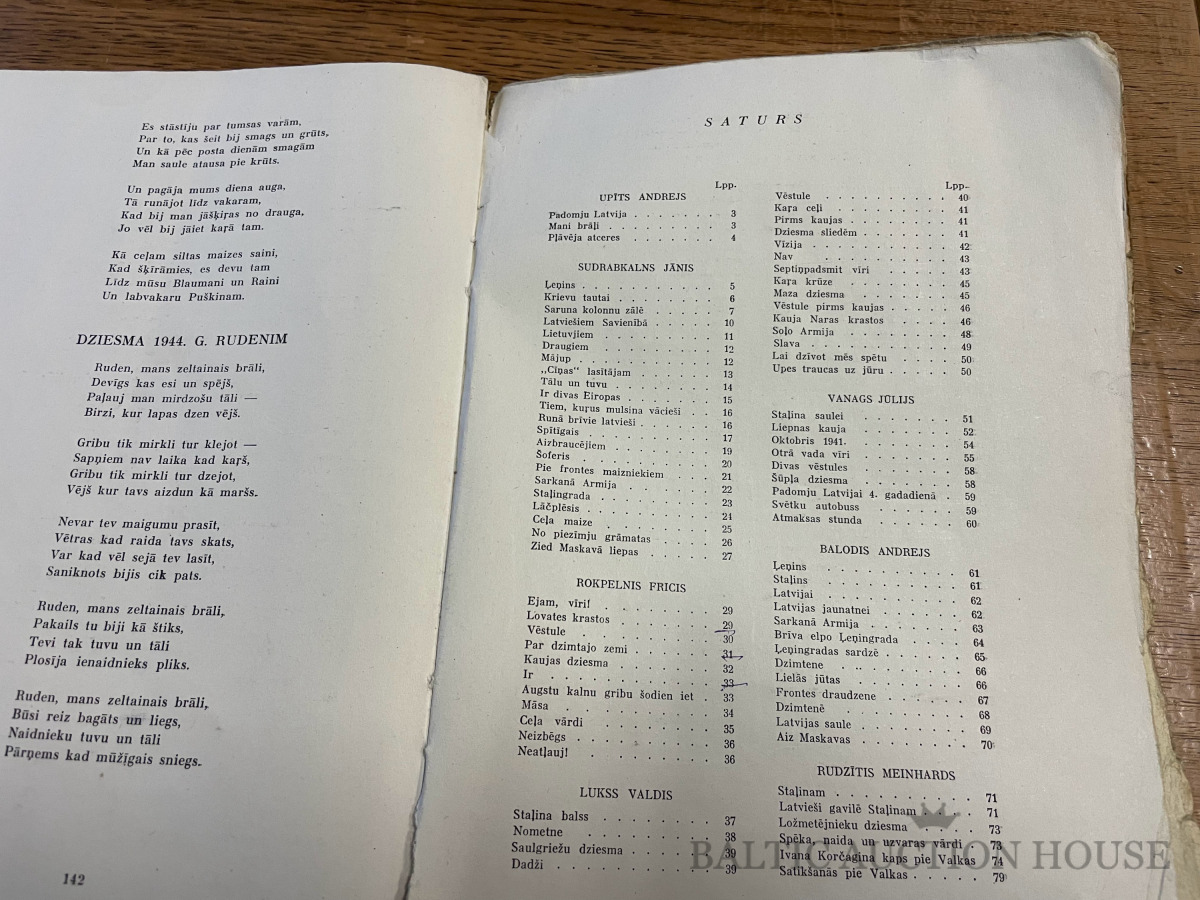 Es stāstīju par tumsas varām,
Par to, kas šeit bij smags un grūts,
Un kā pēc posta dienām smagām
Man saule atausa pie krūts.
Un pagāja mums diena auga,
Tā runājot līdz vakaram,
Kad bij man jāšķiŗas no drauga,
Jo vēl bij jāiet kaŗā tam.
Kā ceļam siltas maizes saini,
Kad šķīrāmies, es devu tam
Līdz mūsu Blaumani un Raini
Un labvakaru Puškinam.
DZIESMA 1944. G. RUDENIM
Ruden, mans zeltainais brāli,
Devīgs kas esi un spējš,
Paļauj man mirdzošu tāli —
Birzi, kur lapas dzen vējš.
Gribu tik mirkli tur klejot —
Sapņiem nav laika kad kaŗš,
Gribu tik mirkli tur dzejot,
Vējš kur tavs aizdun kā maršs.
Nevar tev maigumu prasīt,
Vētras kad raida tavs skats,
Var kad vēl sejā tev lasīt,
Saniknots bijis cik pats.
Ruden, mans zeltainais brāli,
Pakails tu biji kā štiks,
Tevi tak tuvu un tāli
Plosīja ienaidnieks pliks.
Ruden, mans zeltainais brāli,
Būsi reiz bagāts un liegs,
Naidnieku tuvu un tāli
Pārņems kad mūžīgais sniegs.
142
SATURS
Lpp.
UPĪTS ANDREJS
Padomju Latvija . . . . . . . 3
Mani brāļi . . . . . . . 3
Pļāvēja atceres . . . . . . . 4
SUDRABKALNS JĀNIS
Ļeņins . . . . . . . 5
Krievu tautai . . . . . . . 6
Saruna kolonnu zālē . . . . . . 7
Latviešiem Savienībā . . . . . . 10
Lietuvjiem . . . . . . . 11
Draugiem . . . . . . . 12
Mājup . . . . . . . 12
„Cīņas" lasītājam . . . . . . 13
Tālu un tuvu . . . . . . . 14
Ir divas Eiropas . . . . . . 15
Tiem, kuŗus mulsina vācieši . . 16
Runā brīvie latvieši . . . . . 16
Spītīgais . . . . . . . 17
Aizbraucējiem . . . . . . 19
Šoferis . . . . . . . 20
Pie frontes maizniekiem . . . . 21
Sarkanā Armija . . . . . . 22
Staļingrada . . . . . . . 23
Lāčplēsis . . . . . . . 24
Ceļa maize . . . . . . . 25
No piezīmju grāmatas . . . . . 26
Zied Maskavā liepas . . . . . 27
ROKPELNIS FRICIS
Ejam, vīri! . . . . . . . 29
Lovates krastos . . . . . . 29
Vēstule . . . . . . . 30
Par dzimtajo zemi . . . . . 31
Kaujas dziesma . . . . . . 32
Ir . . . . . . . 33
Augstu kalnu gribu šodien iet . . 33
Māsa . . . . . . . 34
Ceļa vārdi . . . . . . . 35
Neizbēgs . . . . . . . 36
Neatļauj! . . . . . . . 36
LUKSS VALDIS
Staļina balss . . . . . . . 37
Nometne . . . . . . . 38
Saulgriežu dziesma . . . . . 39
Dadži . . . . . . . 39
Lpp.
Vēstule . . . . . . . 40
Kaŗa ceļi . . . . . . . 41
Pirms kaujas . . . . . . . 41
Dziesma sliedēm . . . . . . 41
Vīzija . . . . . . . 42
Nav . . . . . . . 43
Septiņpadsmit vīri . . . . . . 43
Kaŗa krūze . . . . . . . 45
Maza dziesma . . . . . . . 45
Vēstule pirms kaujas . . . . . 46
Kauja Naras krastos . . . . . 46
Soļo Armija . . . . . . . 48
Slava . . . . . . . 49
Lai dzīvot mēs spētu . . . . . 50
Upes traucas uz jūru . . . . . 50
VANAGS JŪLIJS
Staļina saulei . . . . . . 51
Liepnas kauja . . . . . . 52
Oktobris 1941. . . . . . . 54
Otrā vada vīri . . . . . . 55
Divas vēstules . . . . . . 58
Šūpļa dziesma . . . . . . 58
Padomju Latvijai 4. gadadienā . 59
Svētku autobuss . . . . . . 59
Atmaksas stunda . . . . . . 60
BALODIS ANDREJS
Ļeņins . . . . . . . 61
Staļins . . . . . . . 61
Latvijai . . . . . . . 62
Latvijas jaunatnei . . . . . . 62
Sarkanā Armija . . . . . . 63
Brīva elpo Ļeņingrada . . . . . 64
Ļeņingradas sardzē . . . . . . 65
Dzimtene . . . . . . . 66
Lielās jūtas . . . . . . . 66
Frontes draudzene . . . . . . 67
Dzimtenē . . . . . . . 68
Latvijas saule . . . . . . 69
Aiz Maskavas . . . . . . . 70
RUDZĪTIS MEINHARDS
Staļinam . . . . . . . 71
Latvieši gavilē Staļinam . . . . 71
Ložmetējnieku dziesma . . . . . 73
Spēka, naida un uzvaras vārdi . 73
Ivana Korčagina kaps pie Valkas 74
Satikšanās pie Valkas . . . . . 79
BALTIC AUCTION HOUSE